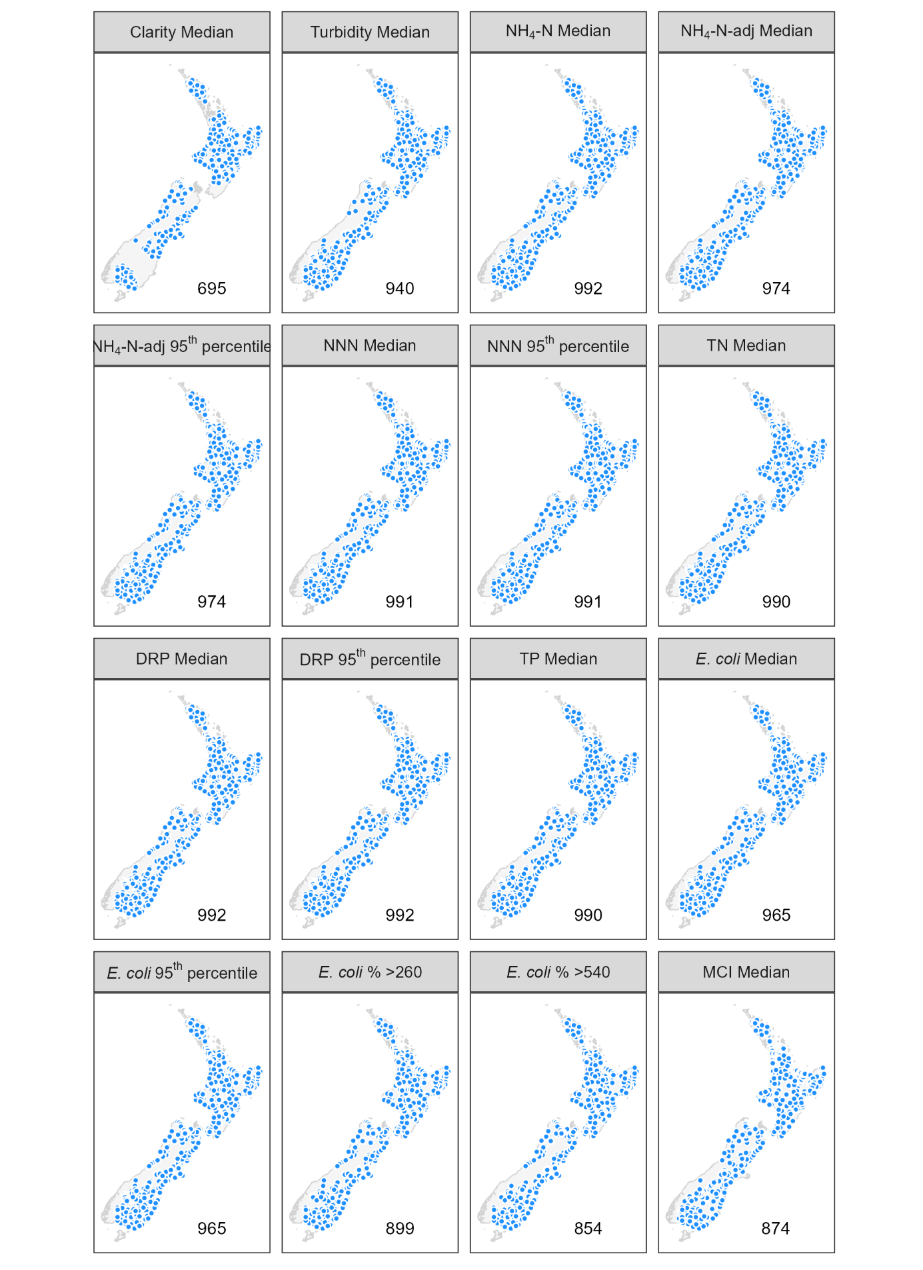 Clarity Median
Turbidity Median
NH₄-N Median
NH₄-N-adj Median
695
940
992
974
NH₄-N-adj 95th percentile
NNN Median
NNN 95th percentile
TN Median
974
991
991
990
DRP Median
DRP 95th percentile
TP Median
E. coli Median
992
992
990
965
E. coli 95th percentile
E. coli % >260
E. coli % >540
MCI Median
965
899
854
874